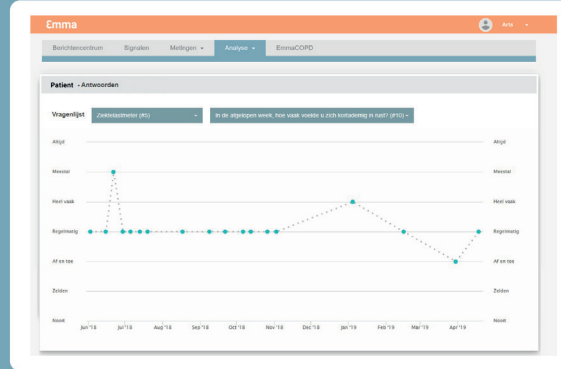 Emma
Arts
Berichtencentrum Signalen Metingen Analyse EmmaCOPD
Patient - Antwoorden
Vragenlijst Ziektelastmeter (#5) In de afgelopen week, hoe vaak voelde u zich kortademig in rust? (#10)
Altijd Altijd
Meestal Meestal
Heel vaak Heel vaak
Regelmatig Regelmatig
Af en toe Af en toe
Zelden Zelden
Nooit Nooit
Jun '18 Jul '18 Aug '18 Sep '18 Oct '18 Nov '18 Dec '18 Jan '19 Feb '19 Mar '19 Apr '19